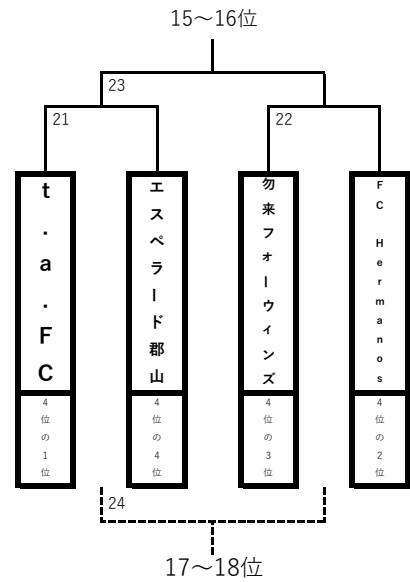 15～16位
23
21
22
t.a.FC
エスペラード郡山
勿来フォーウィンズ
FC Hermanos
4位の1位
4位の4位
4位の3位
4位の2位
24
17～18位